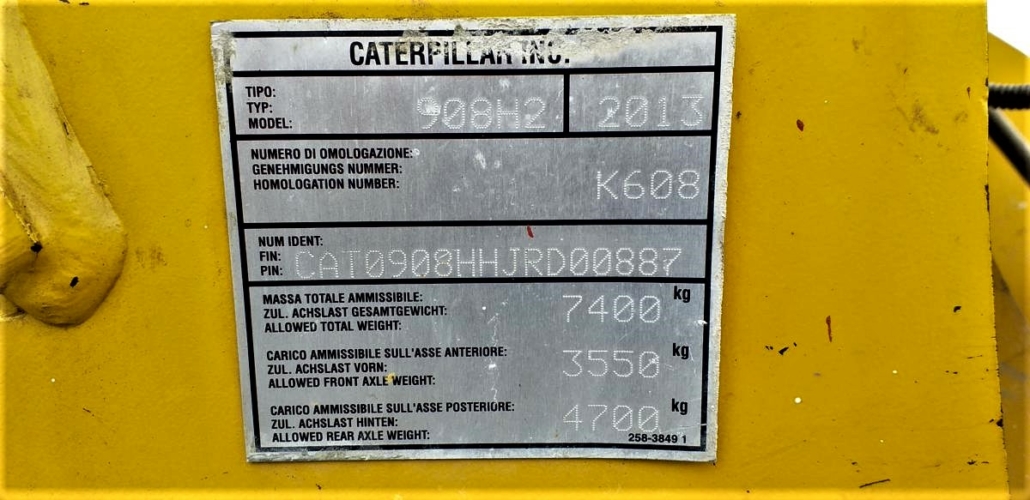 CATERPILLAR INC.
TIPO:
TYP:
MODEL: 908H2 2013
NUMERO DI OMOLOGAZIONE:
GENEHMIGUNGS NUMMER:
HOMOLOGATION NUMBER: K608
NUM IDENT:
FIN:
PIN: CAT0908HHJRD00887
MASSA TOTALE AMMISSIBILE: kg
ZUL. ACHSLAST GESAMTGEWICHT: 7400
ALLOWED TOTAL WEIGHT:
CARICO AMMISSIBILE SULL'ASSE ANTERIORE: kg
ZUL. ACHSLAST VORN: 3550
ALLOWED FRONT AXLE WEIGHT:
CARICO AMMISSIBILE SULL'ASSE POSTERIORE: kg
ZUL. ACHSLAST HINTEN: 4700
ALLOWED REAR AXLE WEIGHT: 258-3849 1